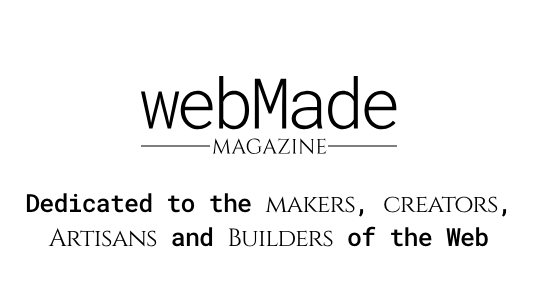 webMade
MAGAZINE
Dedicated to the makers, creators,
Artisans and Builders of the Web